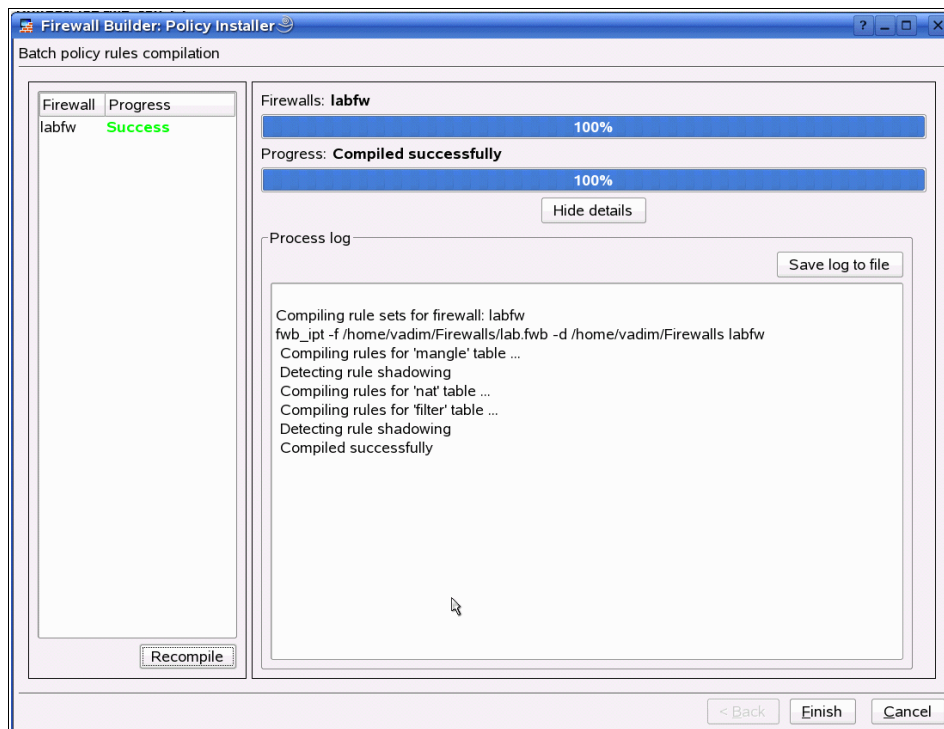 Firewall Builder: Policy Installer
Batch policy rules compilation
Firewall Progress
labfw Success
Recompile
Firewalls: labfw
100%
Progress: Compiled successfully
100%
Hide details
Process log
Save log to file
Compiling rule sets for firewall: labfw
fwb_ipt -f /home/vadim/Firewalls/lab.fwb -d /home/vadim/Firewalls labfw
Compiling rules for 'mangle' table ...
Detecting rule shadowing
Compiling rules for 'nat' table ...
Compiling rules for 'filter' table ...
Detecting rule shadowing
Compiled successfully
< Back Finish Cancel